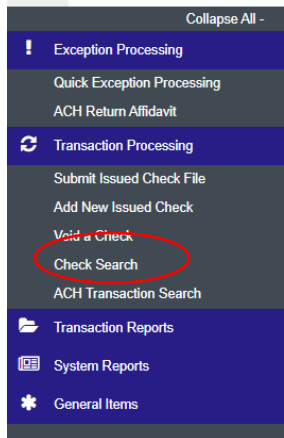 Collapse All -
Exception Processing
Quick Exception Processing
ACH Return Affidavit
Transaction Processing
Submit Issued Check File
Add New Issued Check
Void a Check
Check Search
ACH Transaction Search
Transaction Reports
System Reports
General Items